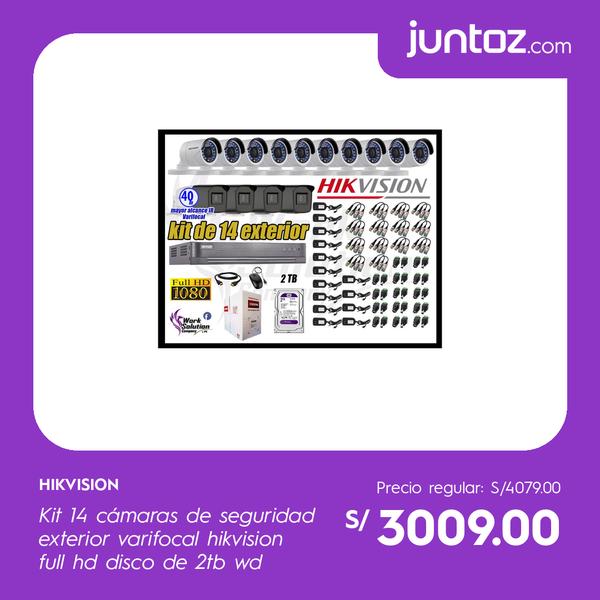 juntoz.com
HIKVISION
40
mayor alcance IR
Varifocal
kit de 14 exterior
Full HD
1080
2 TB
Work
Solution
Company
HIKVISION
Kit 14 cámaras de seguridad
exterior varifocal hikvision
full hd disco de 2tb wd
Precio regular: S/4079.00
S/ 3009.00